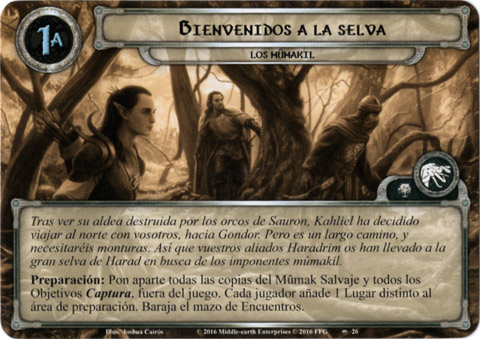 1A
BIENVENIDOS A LA SELVA
LOS MÛMAKIL
Tras ver su aldea destruida por los orcos de Sauron, Kahliel ha decidido
viajar al norte con vosotros, hacia Gondor. Pero es un largo camino, y
necesitaréis monturas. Así que vuestros aliados Haradrim os han llevado a la
gran selva de Harad en busca de los imponentes mûmakil.
Preparación: Pon aparte todas las copias del Mûmak Salvaje y todos los
Objetivos Captura, fuera del juego. Cada jugador añade 1 Lugar distinto al
área de preparación. Baraja el mazo de Encuentros.
Illus. Joshua Cairós
© 2016 Middle-earth Enterprises © 2016 FFG
26